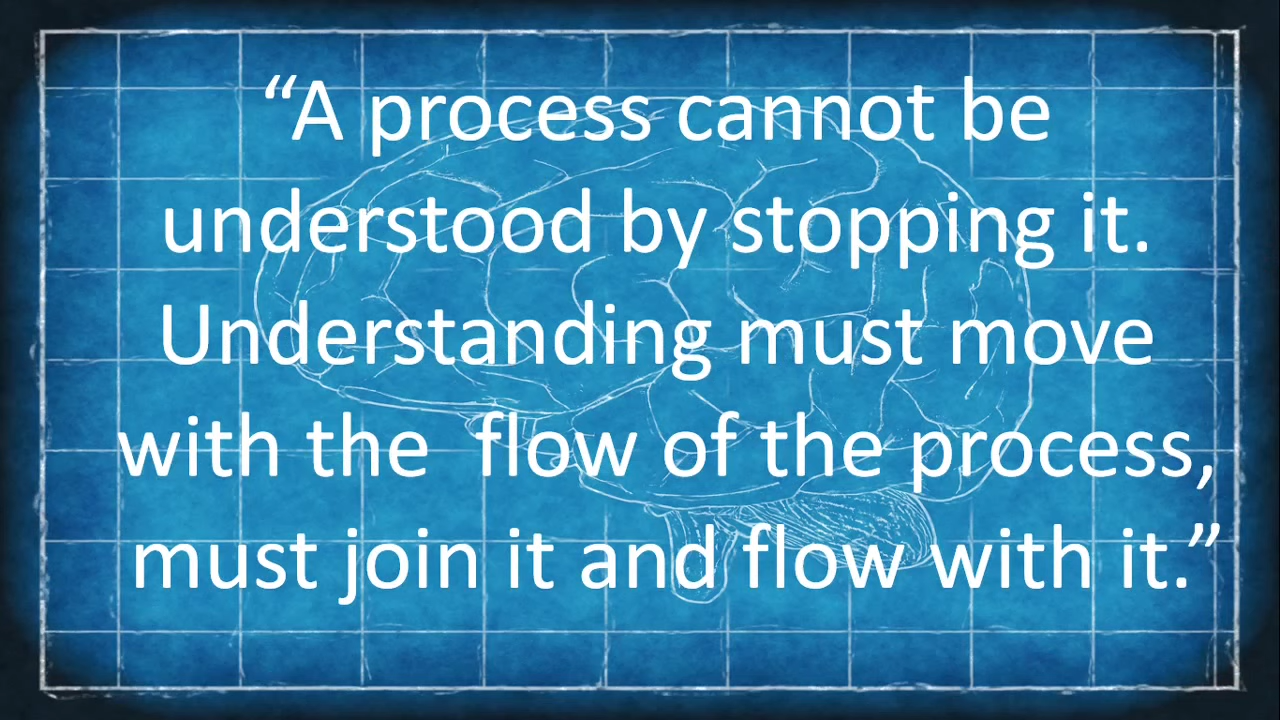 “A process cannot be
understood by stopping it.
Understanding must move
with the  flow of the process,
must join it and flow with it.”